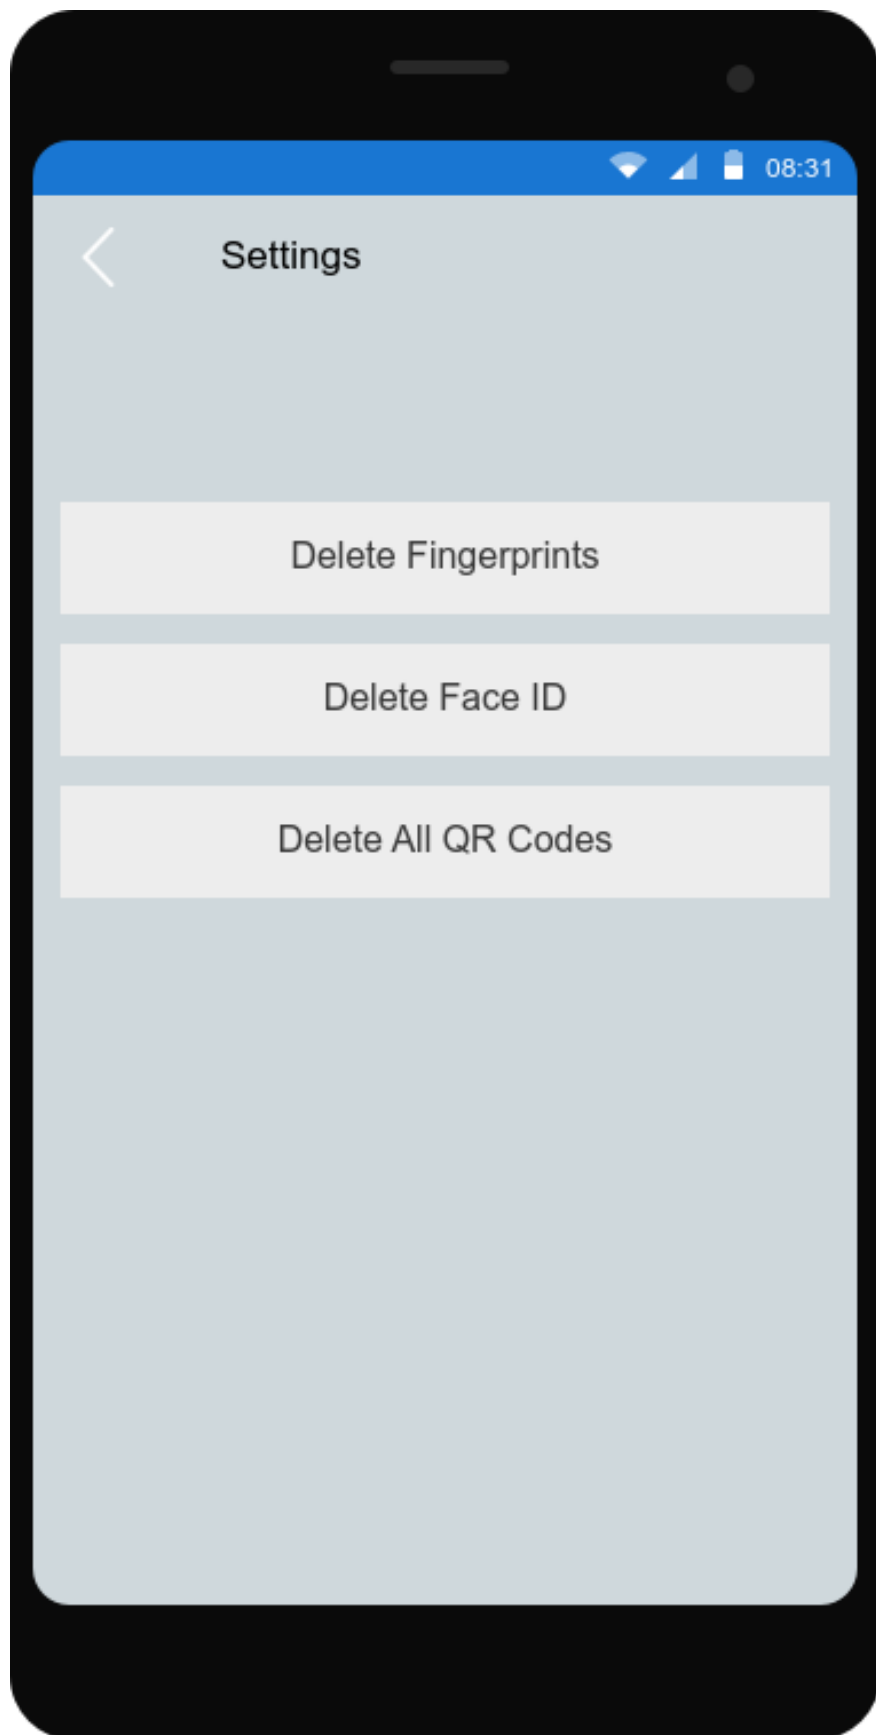 08:31
Settings
Delete Fingerprints
Delete Face ID
Delete All QR Codes